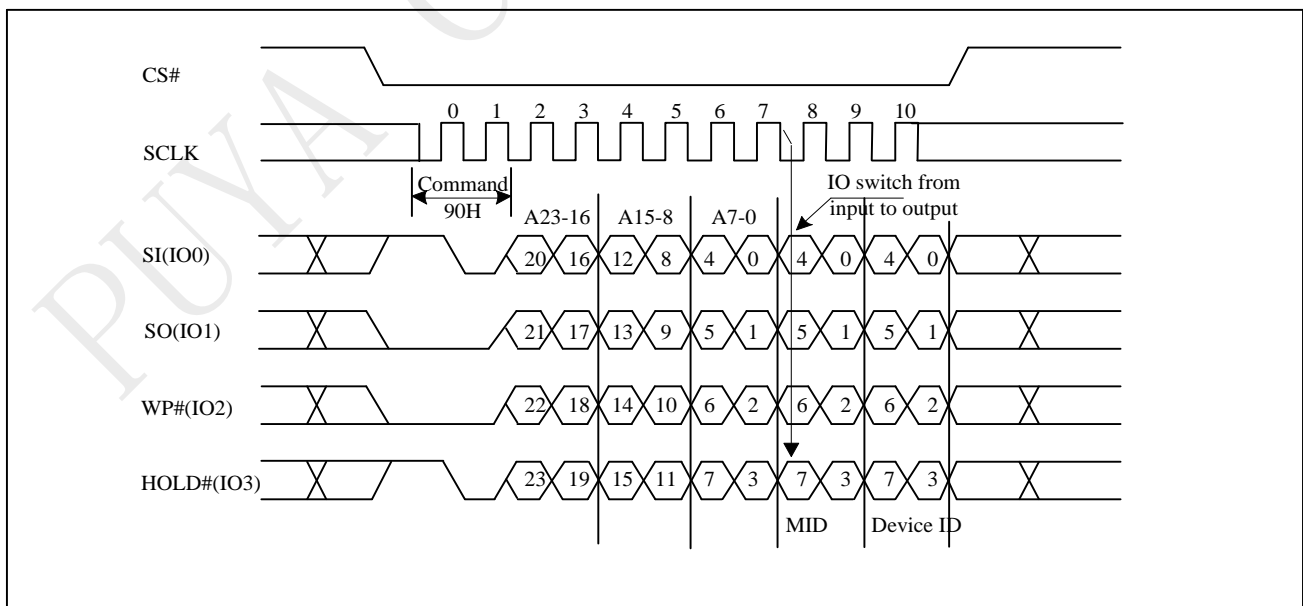 CS#
0 1 2 3 4 5 6 7 8 9 10
SCLK
Command
90H
IO switch from
input to output
A23-16 A15-8 A7-0
SI(IO0) 20 16 12 8 4 0 4 0 4 0
SO(IO1) 21 17 13 9 5 1 5 1 5 1
WP#(IO2) 22 18 14 10 6 2 6 2 6 2
HOLD#(IO3) 23 19 15 11 7 3 7 3 7 3
MID Device ID
PUYA